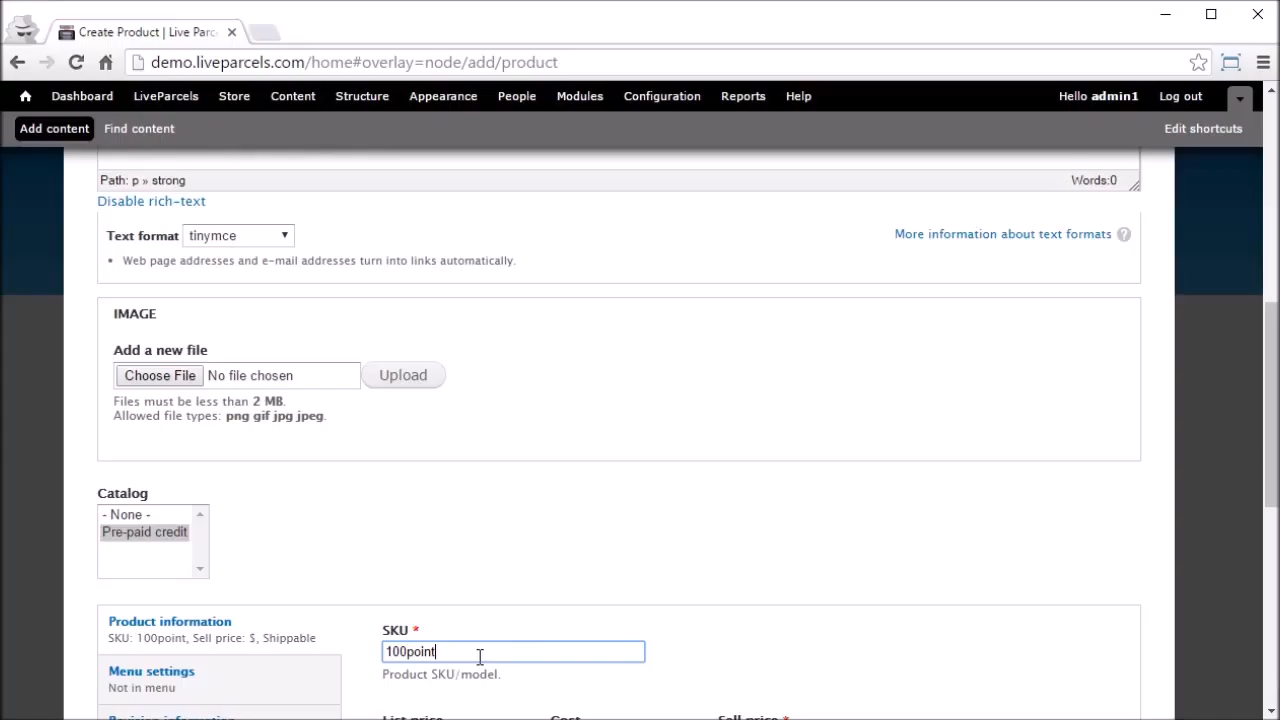 Create Product | Live Parc
demo.liveparcels.com/home#overlay=node/add/product
Dashboard LiveParcels Store Content Structure Appearance People Modules Configuration Reports Help Hello admin1 Log out
Add content Find content Edit shortcuts
Path: p » strong Words:0
Disable rich-text
Text format tinymce More information about text formats ?
• Web page addresses and e-mail addresses turn into links automatically.
IMAGE
Add a new file
Choose File No file chosen Upload
Files must be less than 2 MB.
Allowed file types: png gif jpg jpeg.
Catalog
- None -
Pre-paid credit
Product information
SKU: 100point, Sell price: $, Shippable
SKU *
100point
Product SKU/model.
Menu settings
Not in menu
Revision information
List price Cost Sell price *